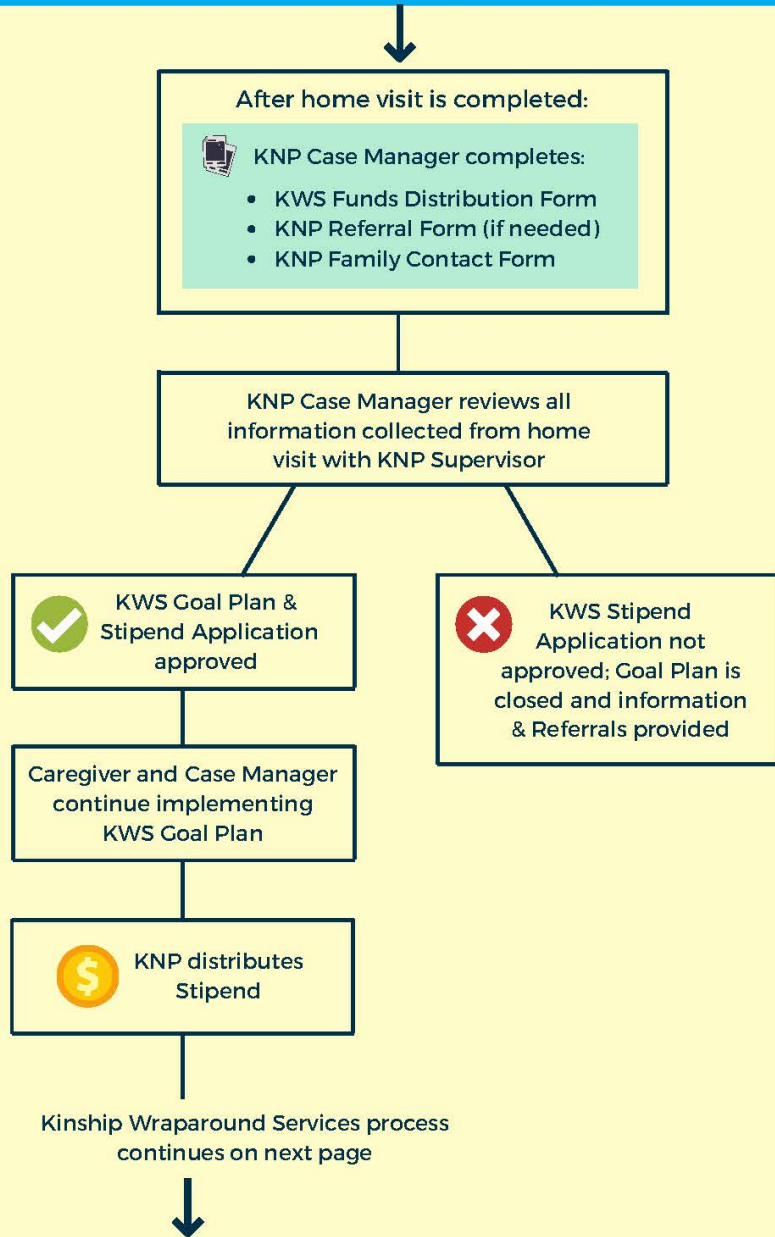 After home visit is completed:
KNP Case Manager completes:
• KWS Funds Distribution Form
• KNP Referral Form (if needed)
• KNP Family Contact Form
KNP Case Manager reviews all
information collected from home
visit with KNP Supervisor
KWS Goal Plan &
Stipend Application
approved
KWS Stipend
Application not
approved; Goal Plan is
closed and information
& Referrals provided
Caregiver and Case Manager
continue implementing
KWS Goal Plan
$
KNP distributes
Stipend
Kinship Wraparound Services process
continues on next page